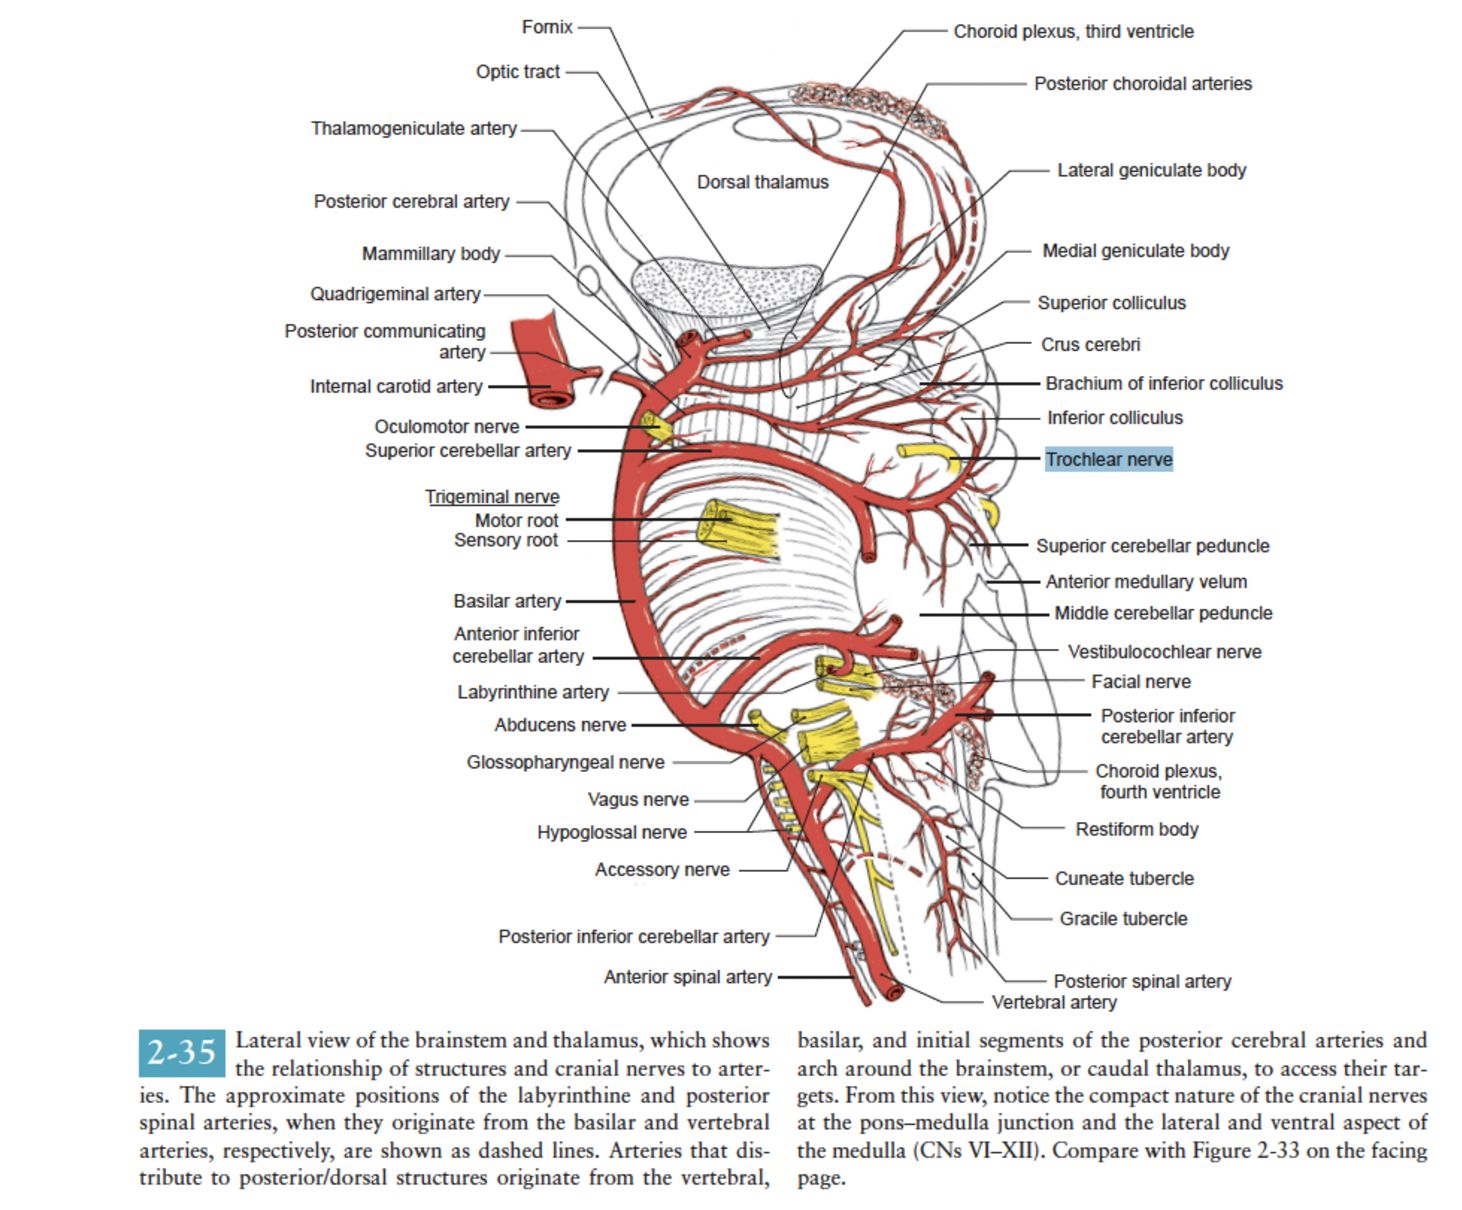 Fornix
Optic tract
Thalamogeniculate artery
Posterior cerebral artery
Mammillary body
Quadrigeminal artery
Posterior communicating
artery
Internal carotid artery
Oculomotor nerve
Superior cerebellar artery
Trigeminal nerve
Motor root
Sensory root
Basilar artery
Anterior inferior
cerebellar artery
Labyrinthine artery
Abducens nerve
Glossopharyngeal nerve
Vagus nerve
Hypoglossal nerve
Accessory nerve
Posterior inferior cerebellar artery
Anterior spinal artery
Dorsal thalamus
Choroid plexus, third ventricle
Posterior choroidal arteries
Lateral geniculate body
Medial geniculate body
Superior colliculus
Crus cerebri
Brachium of inferior colliculus
Inferior colliculus
Trochlear nerve
Superior cerebellar peduncle
Anterior medullary velum
Middle cerebellar peduncle
Vestibulocochlear nerve
Facial nerve
Posterior inferior
cerebellar artery
Choroid plexus,
fourth ventricle
Restiform body
Cuneate tubercle
Gracile tubercle
Posterior spinal artery
Vertebral artery
2-35 Lateral view of the brainstem and thalamus, which shows
the relationship of structures and cranial nerves to arter-
ies. The approximate positions of the labyrinthine and posterior
spinal arteries, when they originate from the basilar and vertebral
arteries, respectively, are shown as dashed lines. Arteries that dis-
tribute to posterior/dorsal structures originate from the vertebral,
basilar, and initial segments of the posterior cerebral arteries and
arch around the brainstem, or caudal thalamus, to access their tar-
gets. From this view, notice the compact nature of the cranial nerves
at the pons–medulla junction and the lateral and ventral aspect of
the medulla (CNs VI–XII). Compare with Figure 2-33 on the facing
page.